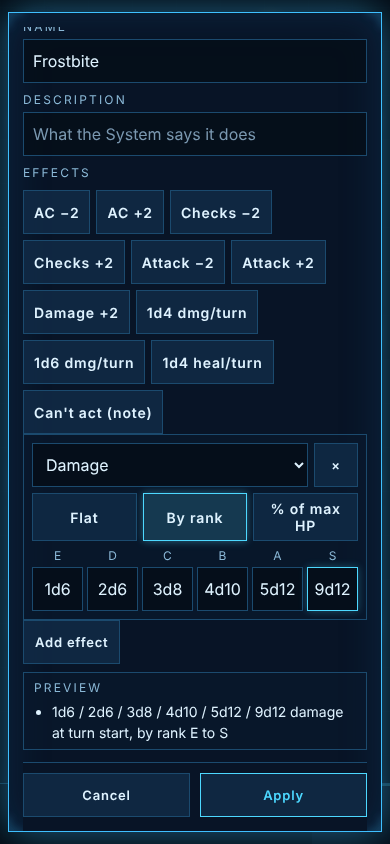 NAME
Frostbite
DESCRIPTION
What the System says it does
EFFECTS
AC −2
AC +2
Checks −2
Checks +2
Attack −2
Attack +2
Damage +2
1d4 dmg/turn
1d6 dmg/turn
1d4 heal/turn
Can't act (note)
Damage
×
Flat
By rank
% of max
HP
E D C B A S
1d6 2d6 3d8 4d10 5d12 9d12
Add effect
PREVIEW
• 1d6 / 2d6 / 3d8 / 4d10 / 5d12 / 9d12 damage
at turn start, by rank E to S
Cancel
Apply